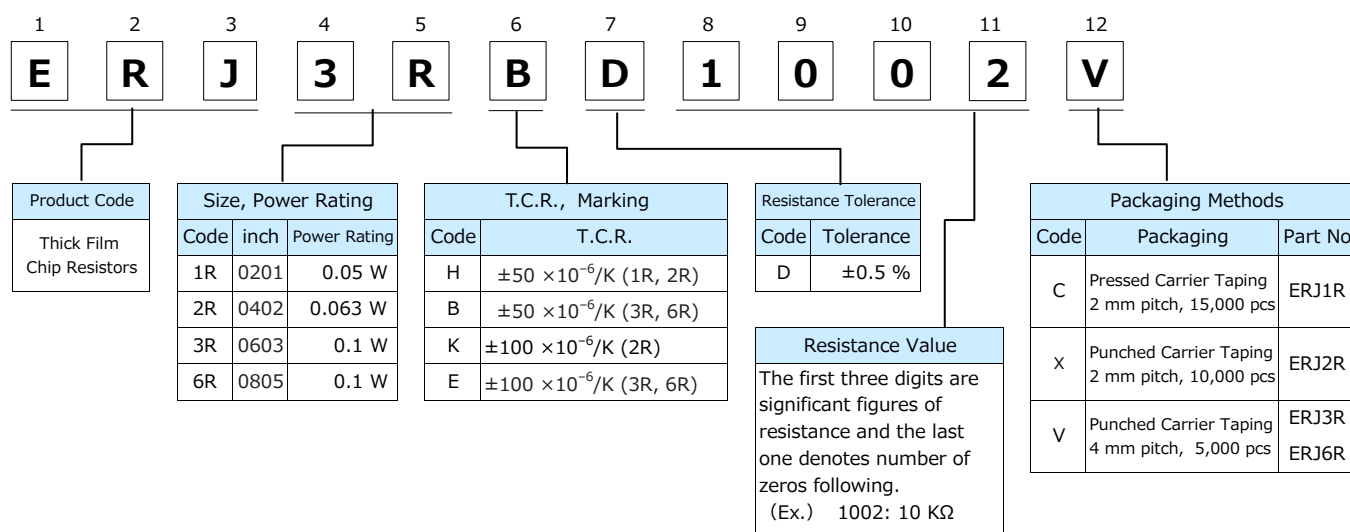 1 2 3 4 5 6 7 8 9 10 11 12
E R J 3 R B D 1 0 0 2 V
Product Code
Thick Film
Chip Resistors
Size, Power Rating
Code inch Power Rating
1R 0201 0.05 W
2R 0402 0.063 W
3R 0603 0.1 W
6R 0805 0.1 W
T.C.R., Marking
Code T.C.R.
H ±50 ×10⁻⁶/K (1R, 2R)
B ±50 ×10⁻⁶/K (3R, 6R)
K ±100 ×10⁻⁶/K (2R)
E ±100 ×10⁻⁶/K (3R, 6R)
Resistance Tolerance
Code Tolerance
D ±0.5 %
Resistance Value
The first three digits are
significant figures of
resistance and the last
one denotes number of
zeros following.
(Ex.) 1002: 10 KΩ
Packaging Methods
Code Packaging Part No
C Pressed Carrier Taping
2 mm pitch, 15,000 pcs ERJ1R
X Punched Carrier Taping
2 mm pitch, 10,000 pcs ERJ2R
V Punched Carrier Taping
4 mm pitch, 5,000 pcs ERJ3R
ERJ6R